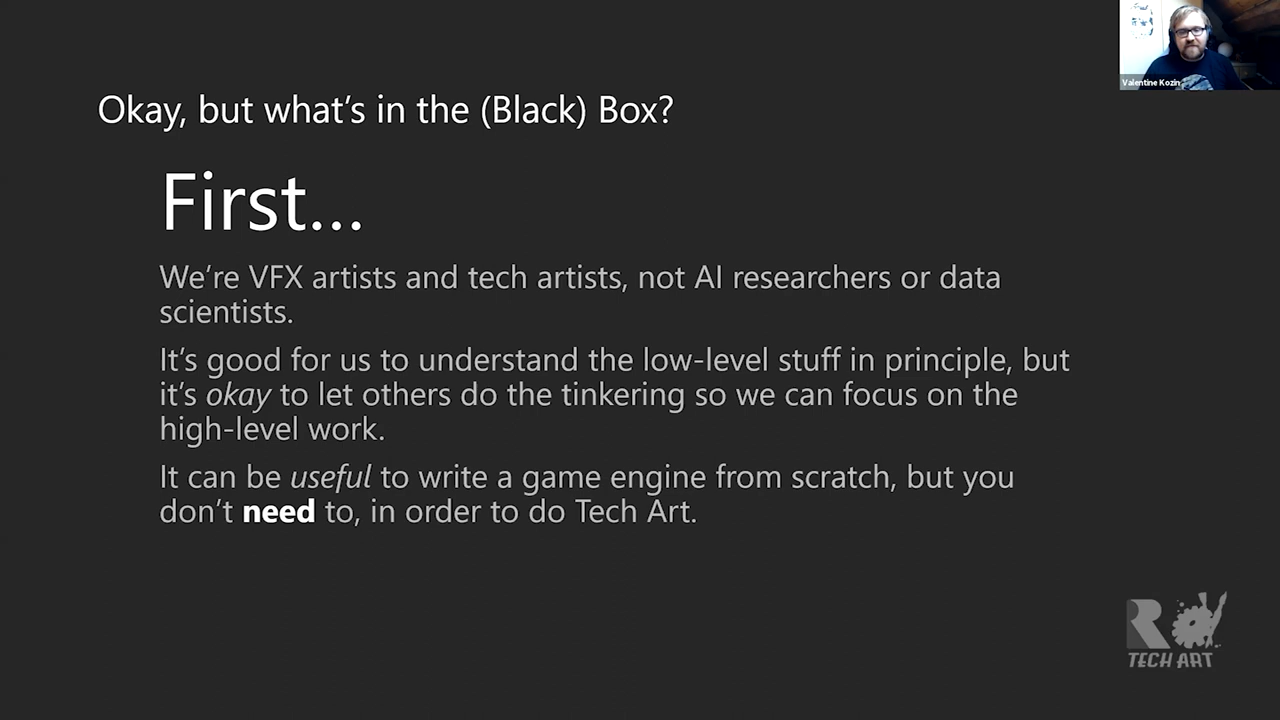 Valentine Kozin
Okay, but what's in the (Black) Box?
First...
We're VFX artists and tech artists, not AI researchers or data
scientists.
It's good for us to understand the low-level stuff in principle, but
it's okay to let others do the tinkering so we can focus on the
high-level work.
It can be useful to write a game engine from scratch, but you
don't need to, in order to do Tech Art.
R
TECH ART